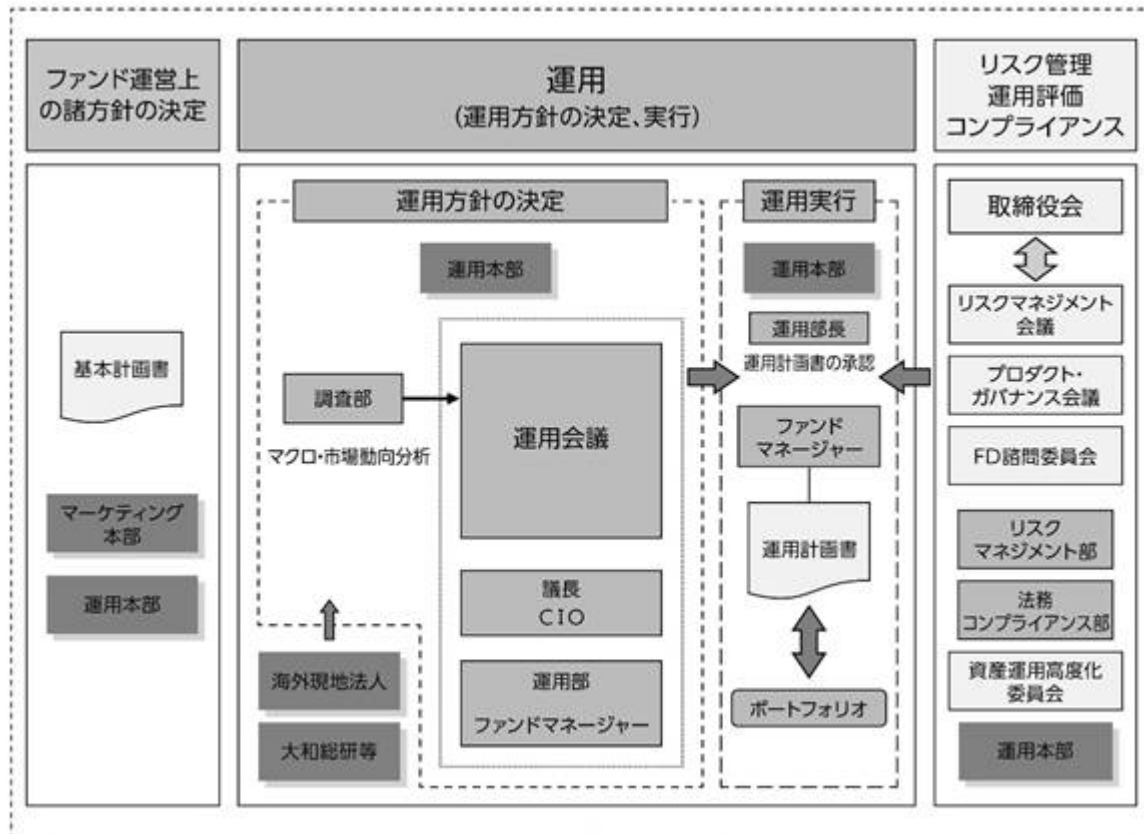 ファンド運営上
の諸方針の決定
基本計画書
マーケティング
本部
運用本部
運用
(運用方針の決定、実行)
運用方針の決定
運用本部
調査部
マクロ・市場動向分析
運用会議
議長
CIO
運用部
ファンドマネージャー
海外現地法人
大和総研等
運用実行
運用本部
運用部長
運用計画書の承認
ファンド
マネージャー
運用計画書
ポートフォリオ
リスク管理
運用評価
コンプライアンス
取締役会
リスクマネジメント
会議
プロダクト・
ガバナンス会議
FD諮問委員会
リスク
マネジメント部
法務
コンプライアンス部
資産運用高度化
委員会
運用本部